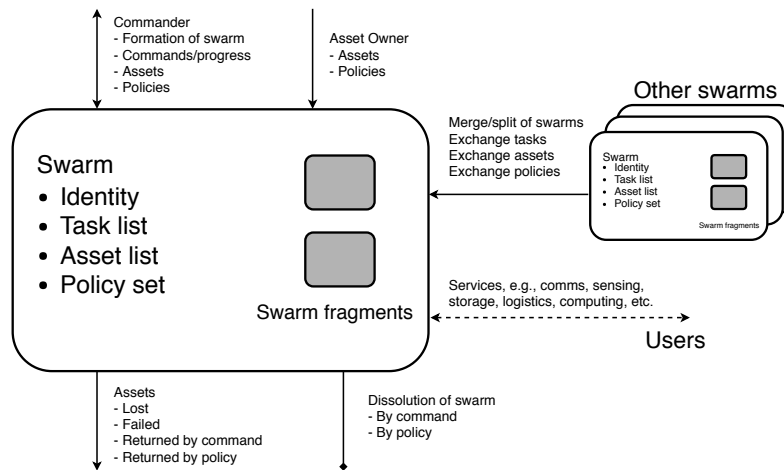 Commander
- Formation of swarm
- Commands/progress
- Assets
- Policies
Asset Owner
- Assets
- Policies
Other swarms
Merge/split of swarms
Exchange tasks
Exchange assets
Exchange policies
Swarm
• Identity
• Task list
• Asset list
• Policy set
Swarm fragments
Swarm
• Identity
• Task list
• Asset list
• Policy set
Swarm fragments
Services, e.g., comms, sensing,
storage, logistics, computing, etc.
Users
Assets
- Lost
- Failed
- Returned by command
- Returned by policy
Dissolution of swarm
- By command
- By policy